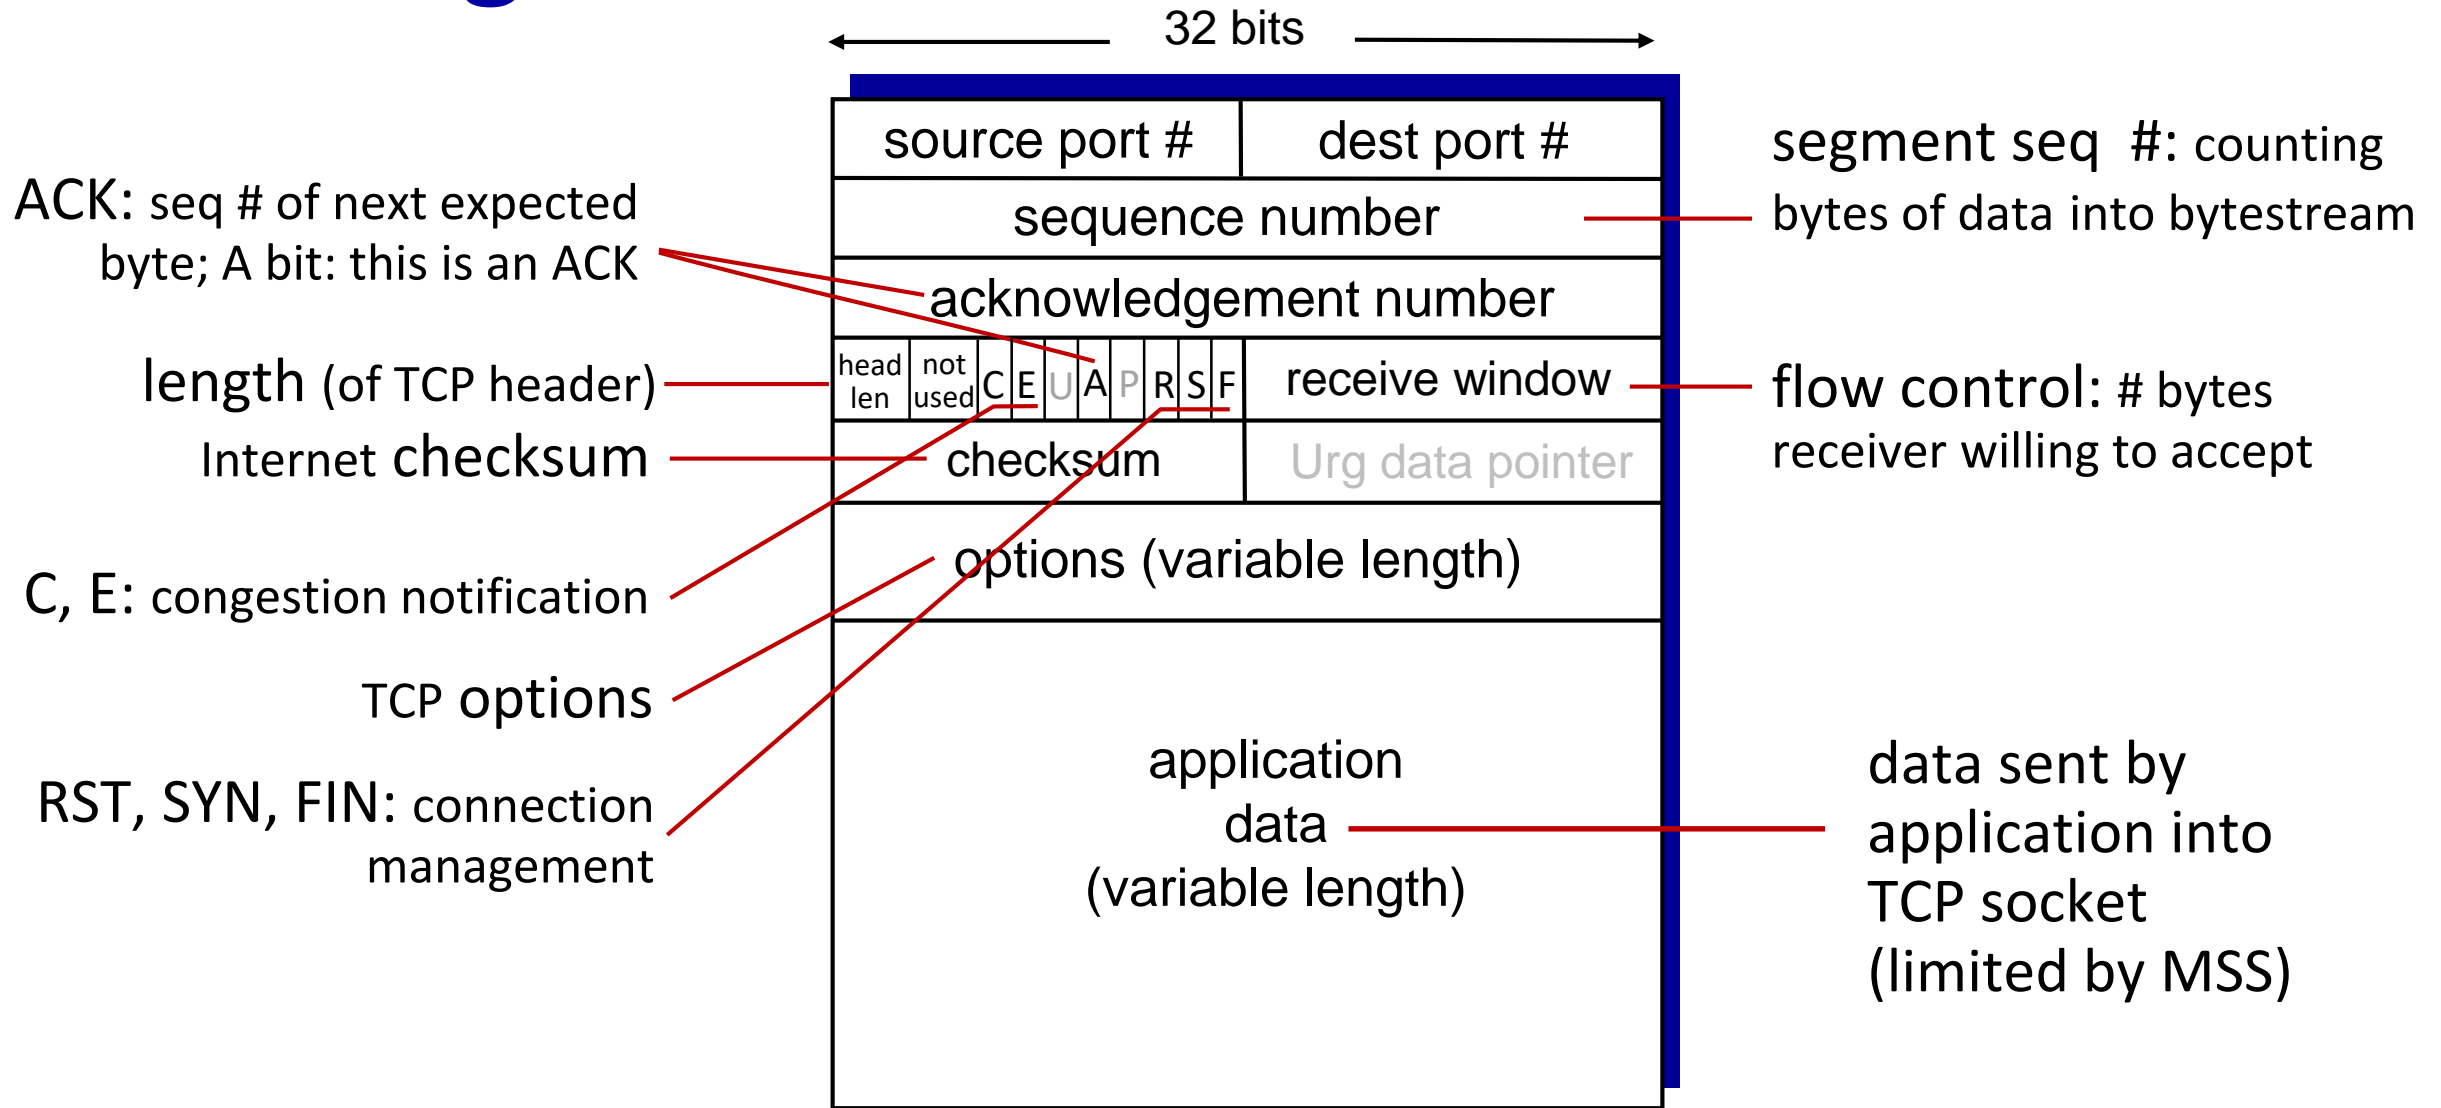 32 bits
source port #
dest port #
sequence number
acknowledgement number
head
len
not
used
C
E
U
A
P
R
S
F
receive window
checksum
Urg data pointer
options (variable length)
application
data
(variable length)
ACK: seq # of next expected
byte; A bit: this is an ACK
length (of TCP header)
Internet checksum
C, E: congestion notification
TCP options
RST, SYN, FIN: connection
management
segment seq #: counting
bytes of data into bytestream
flow control: # bytes
receiver willing to accept
data sent by
application into
TCP socket
(limited by MSS)